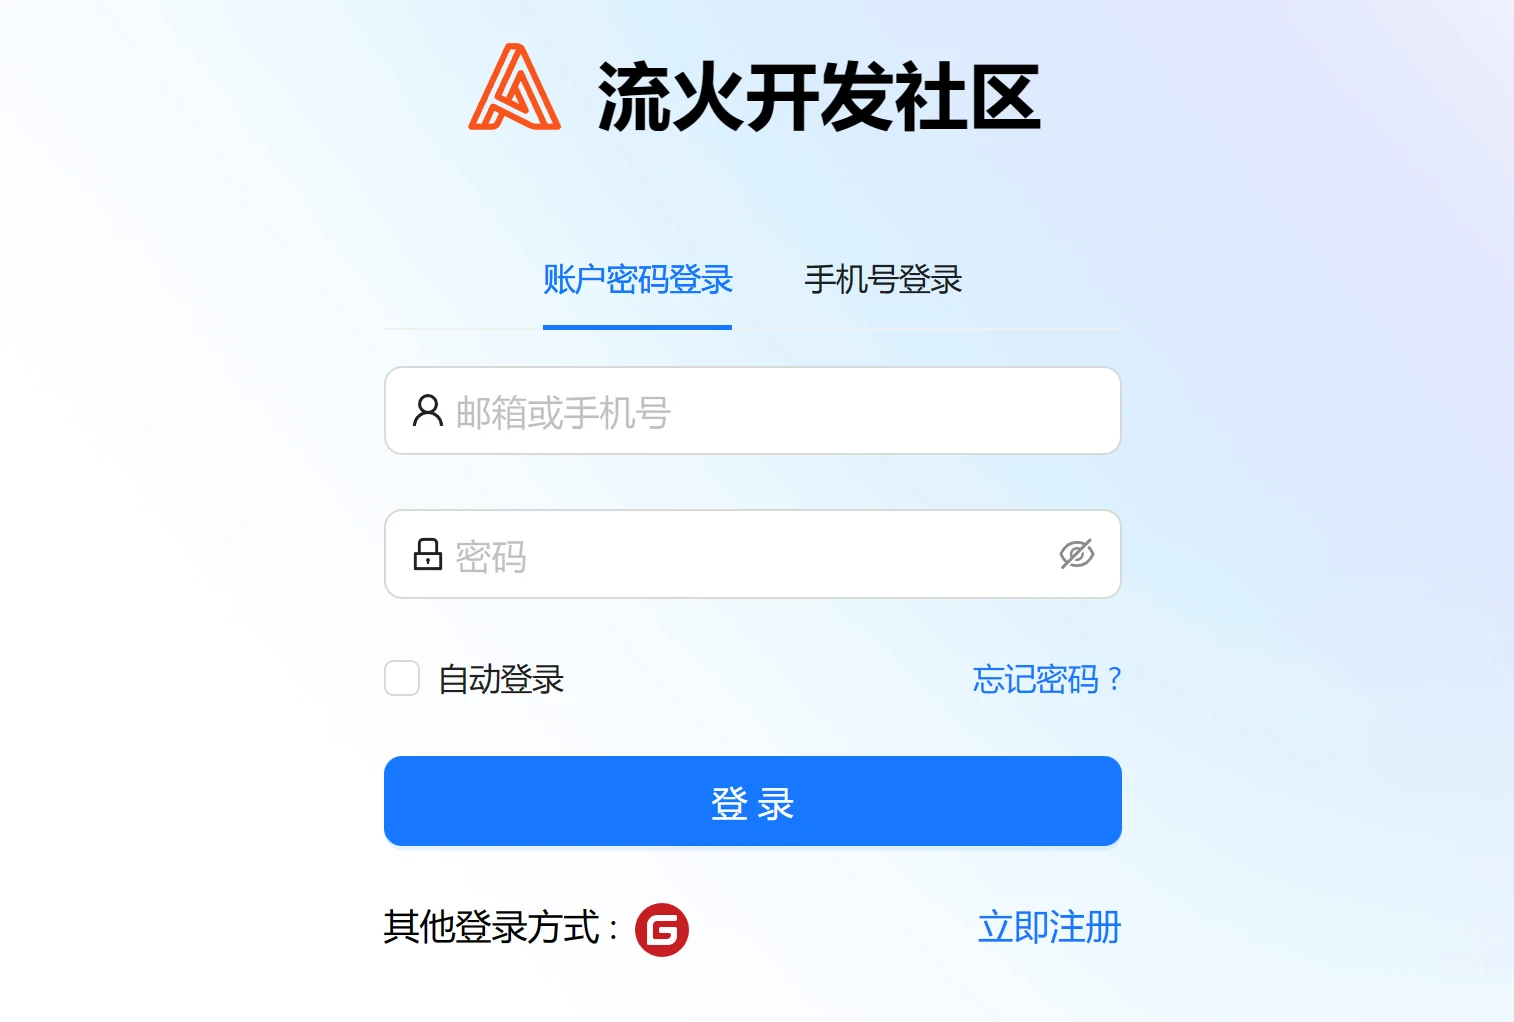 流火开发社区
账户密码登录 手机号登录
邮箱或手机号
密码
自动登录 忘记密码 ?
登 录
其他登录方式 : 立即注册